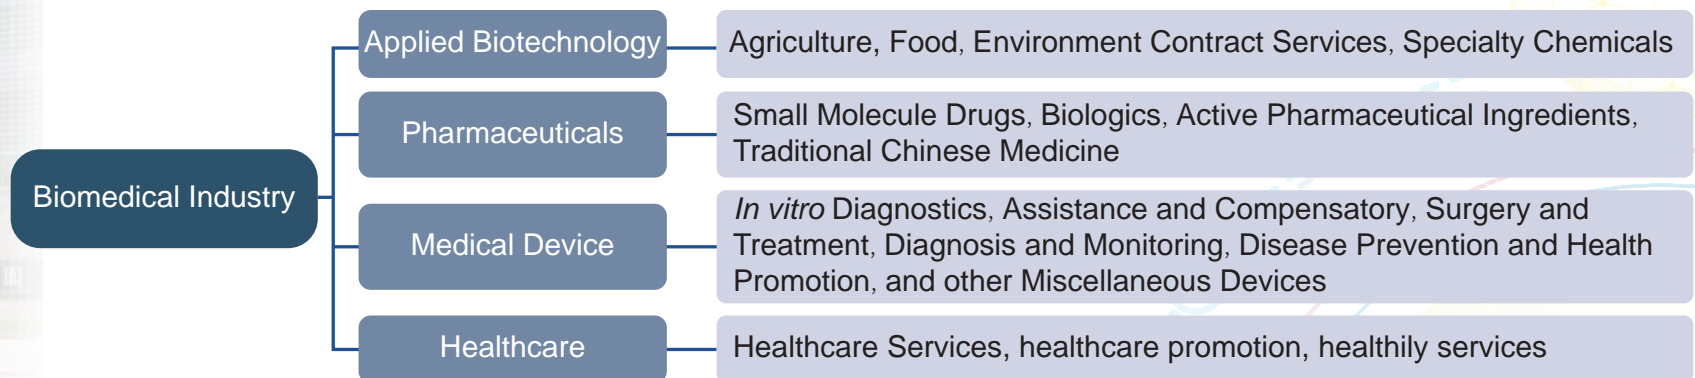 Biomedical Industry
Applied Biotechnology
Agriculture, Food, Environment Contract Services, Specialty Chemicals
Pharmaceuticals
Small Molecule Drugs, Biologics, Active Pharmaceutical Ingredients,
Traditional Chinese Medicine
Medical Device
In vitro Diagnostics, Assistance and Compensatory, Surgery and
Treatment, Diagnosis and Monitoring, Disease Prevention and Health
Promotion, and other Miscellaneous Devices
Healthcare
Healthcare Services, healthcare promotion, healthily services